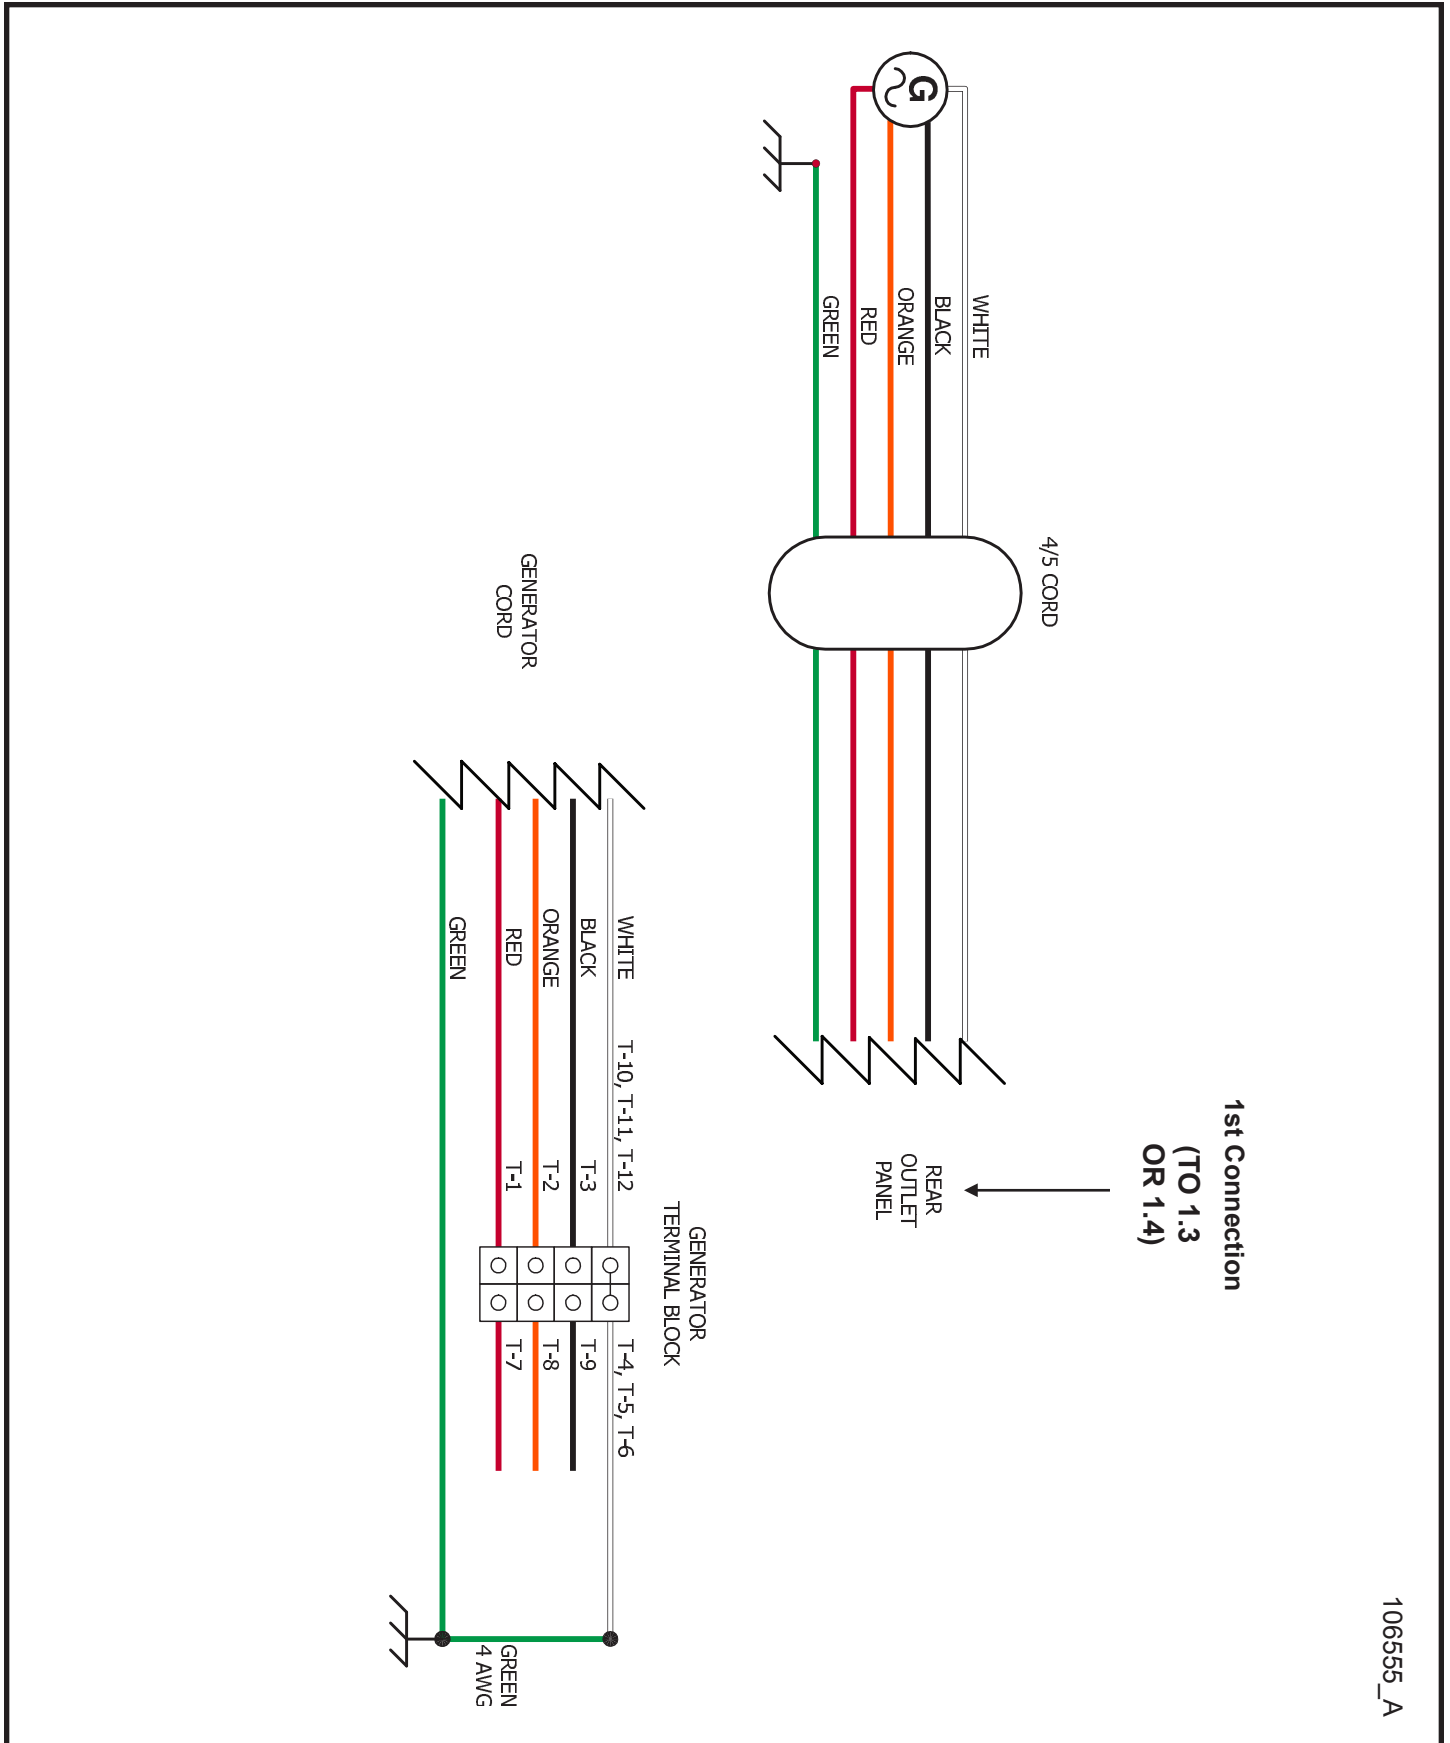 106555_A
1st Connection
(TO 1.3
OR 1.4)
4/5 CORD
G
WHITE
BLACK
ORANGE
RED
GREEN
REAR
OUTLET
PANEL
GENERATOR
TERMINAL BLOCK
GENERATOR
CORD
WHITE
T-10, T-11, T-12
T-4, T-5, T-6
BLACK
T-3
T-9
ORANGE
T-2
T-8
RED
T-1
T-7
GREEN
GREEN
4 AWG